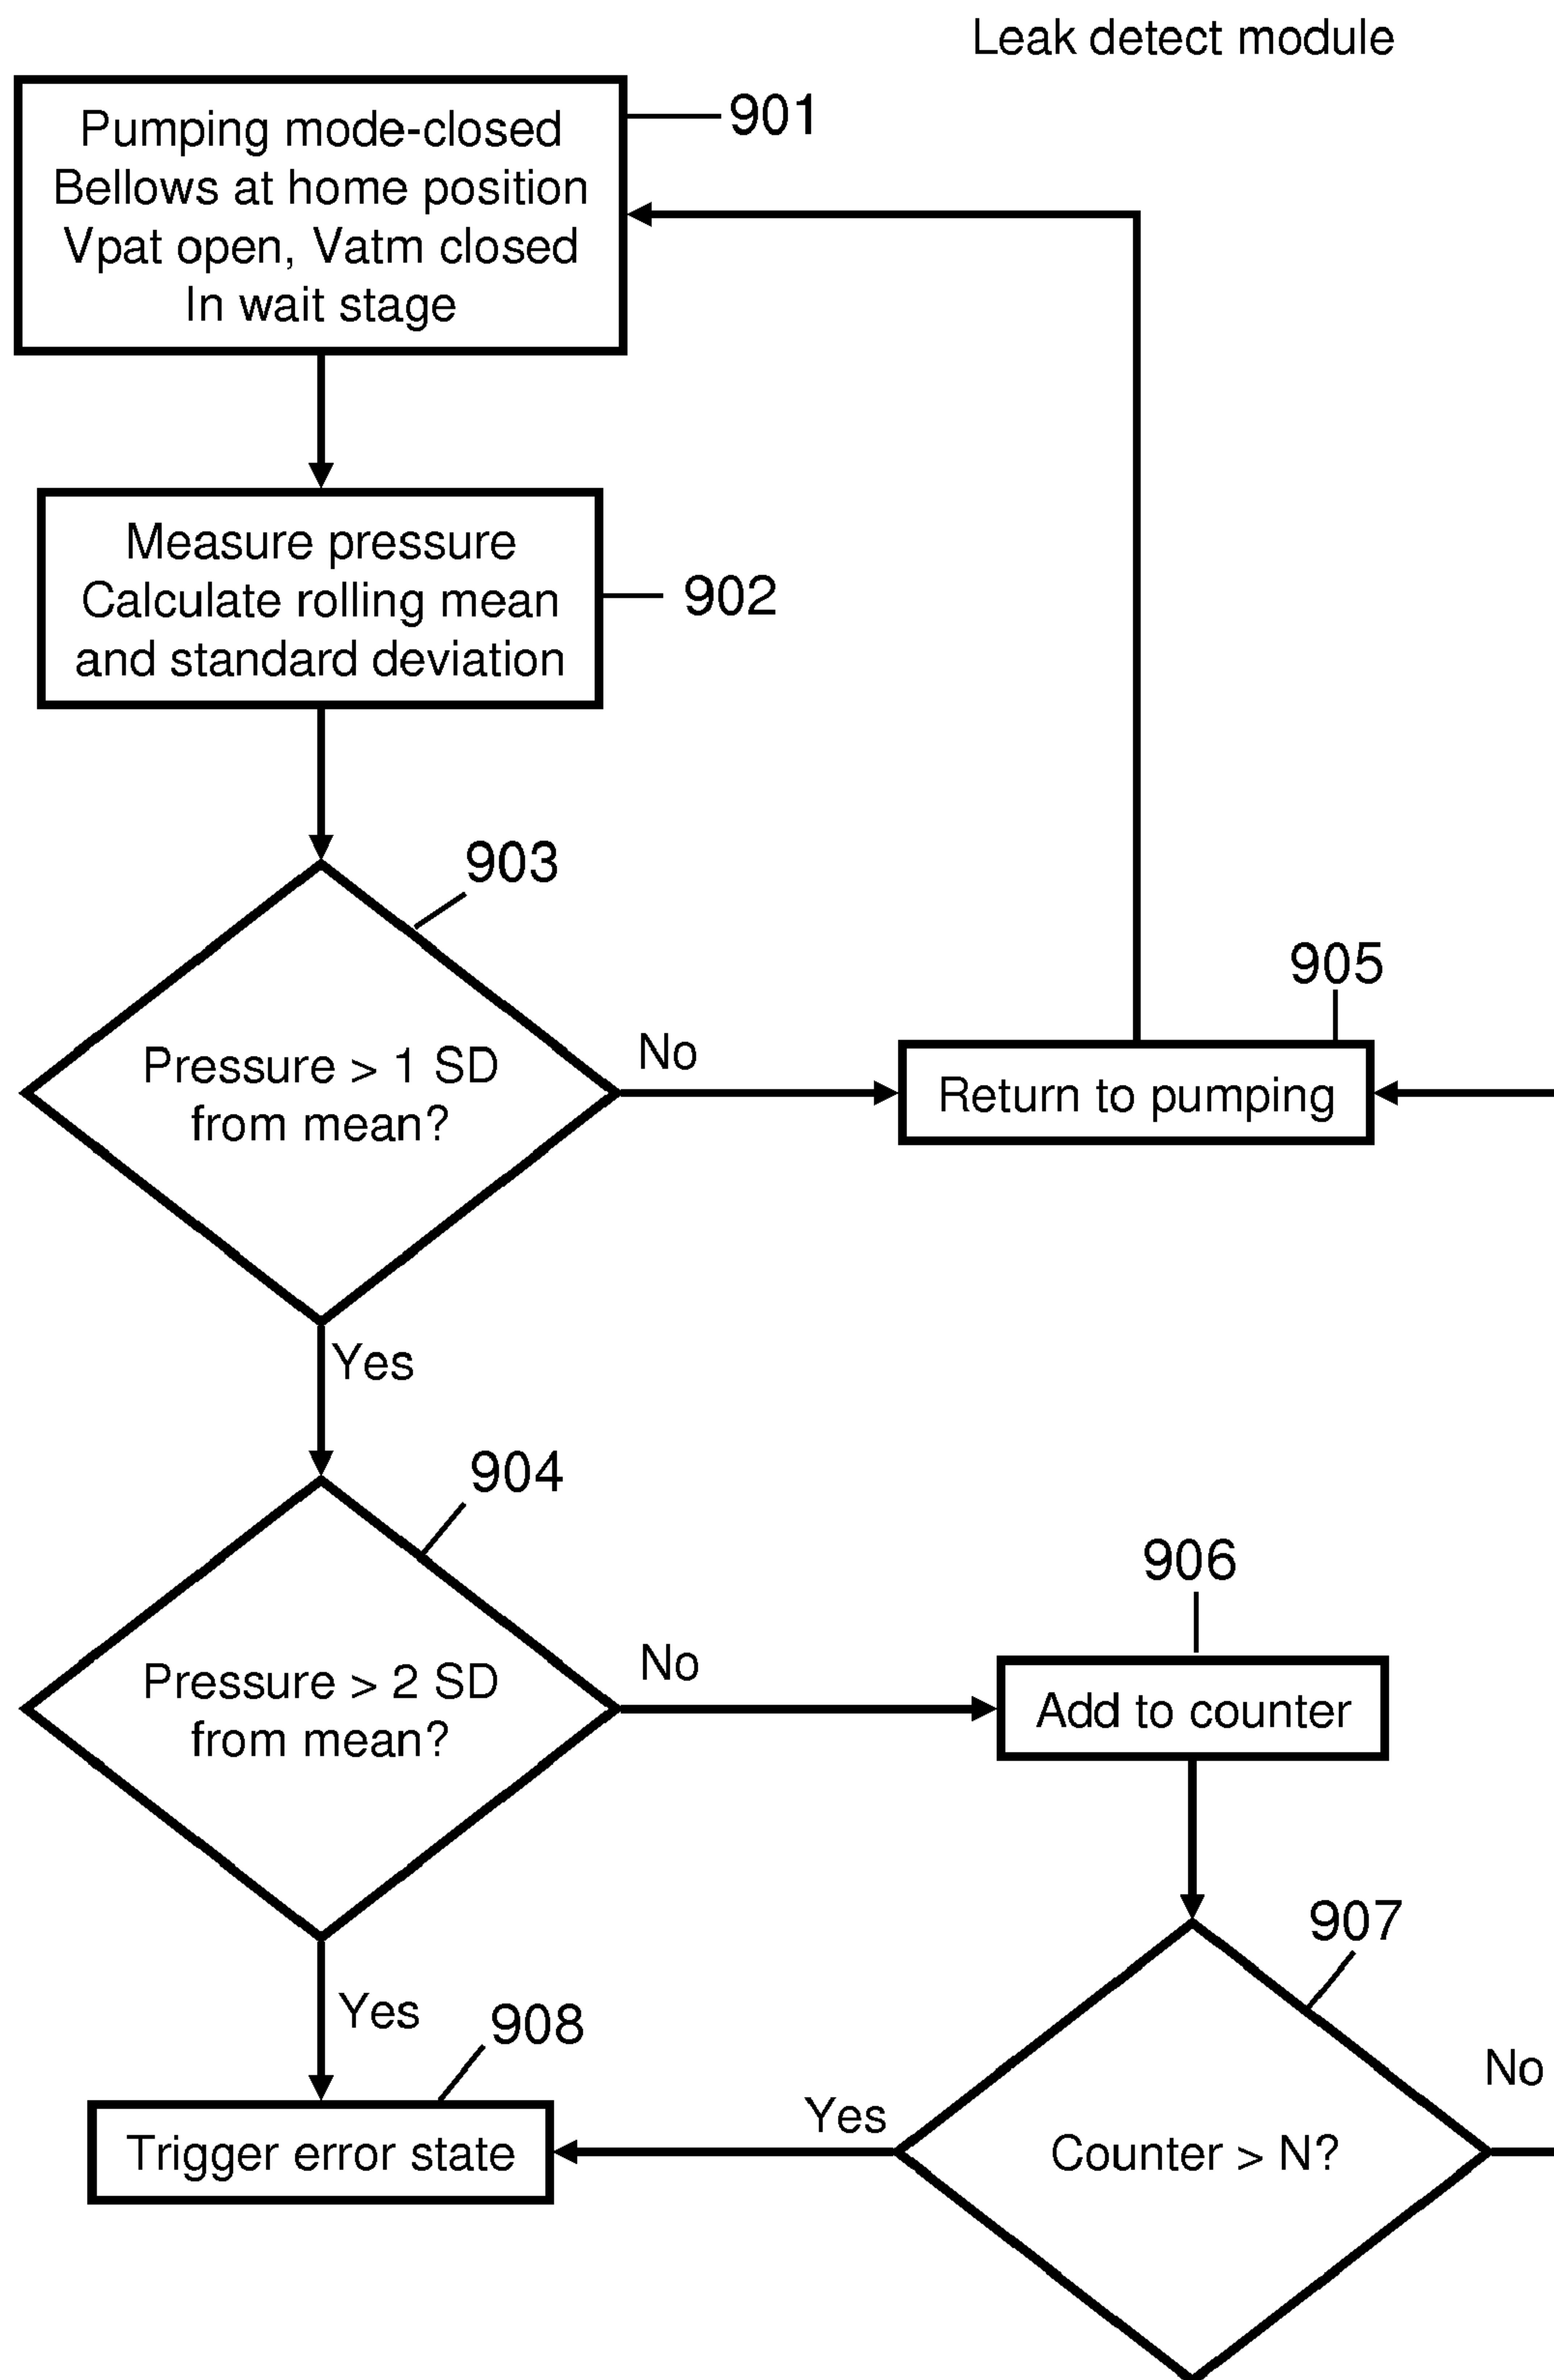 Leak detect module
Pumping mode-closed
Bellows at home position
Vpat open, Vatm closed
In wait stage
901
Measure pressure
Calculate rolling mean
and standard deviation
902
903
Pressure > 1 SD
from mean?
No
905
Return to pumping
Yes
904
Pressure > 2 SD
from mean?
No
906
Add to counter
907
Counter > N?
No
Yes
Yes
908
Trigger error state